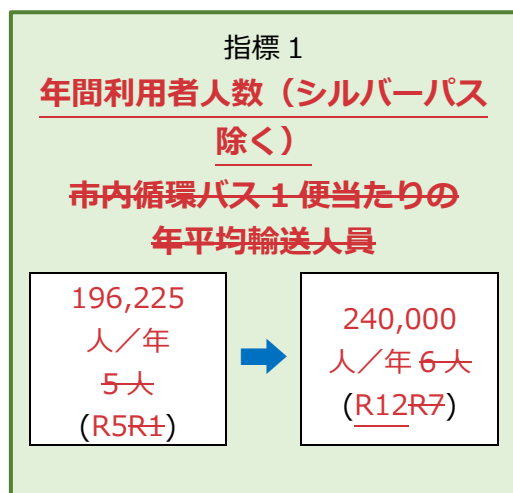 指標 1
年間利用者人数（シルバーパス
除く）
市内循環バス 1 便当たりの
年平均輸送人員
196,225
人／年
5 人
(R5R1)
240,000
人／年 6 人
(R12R7)